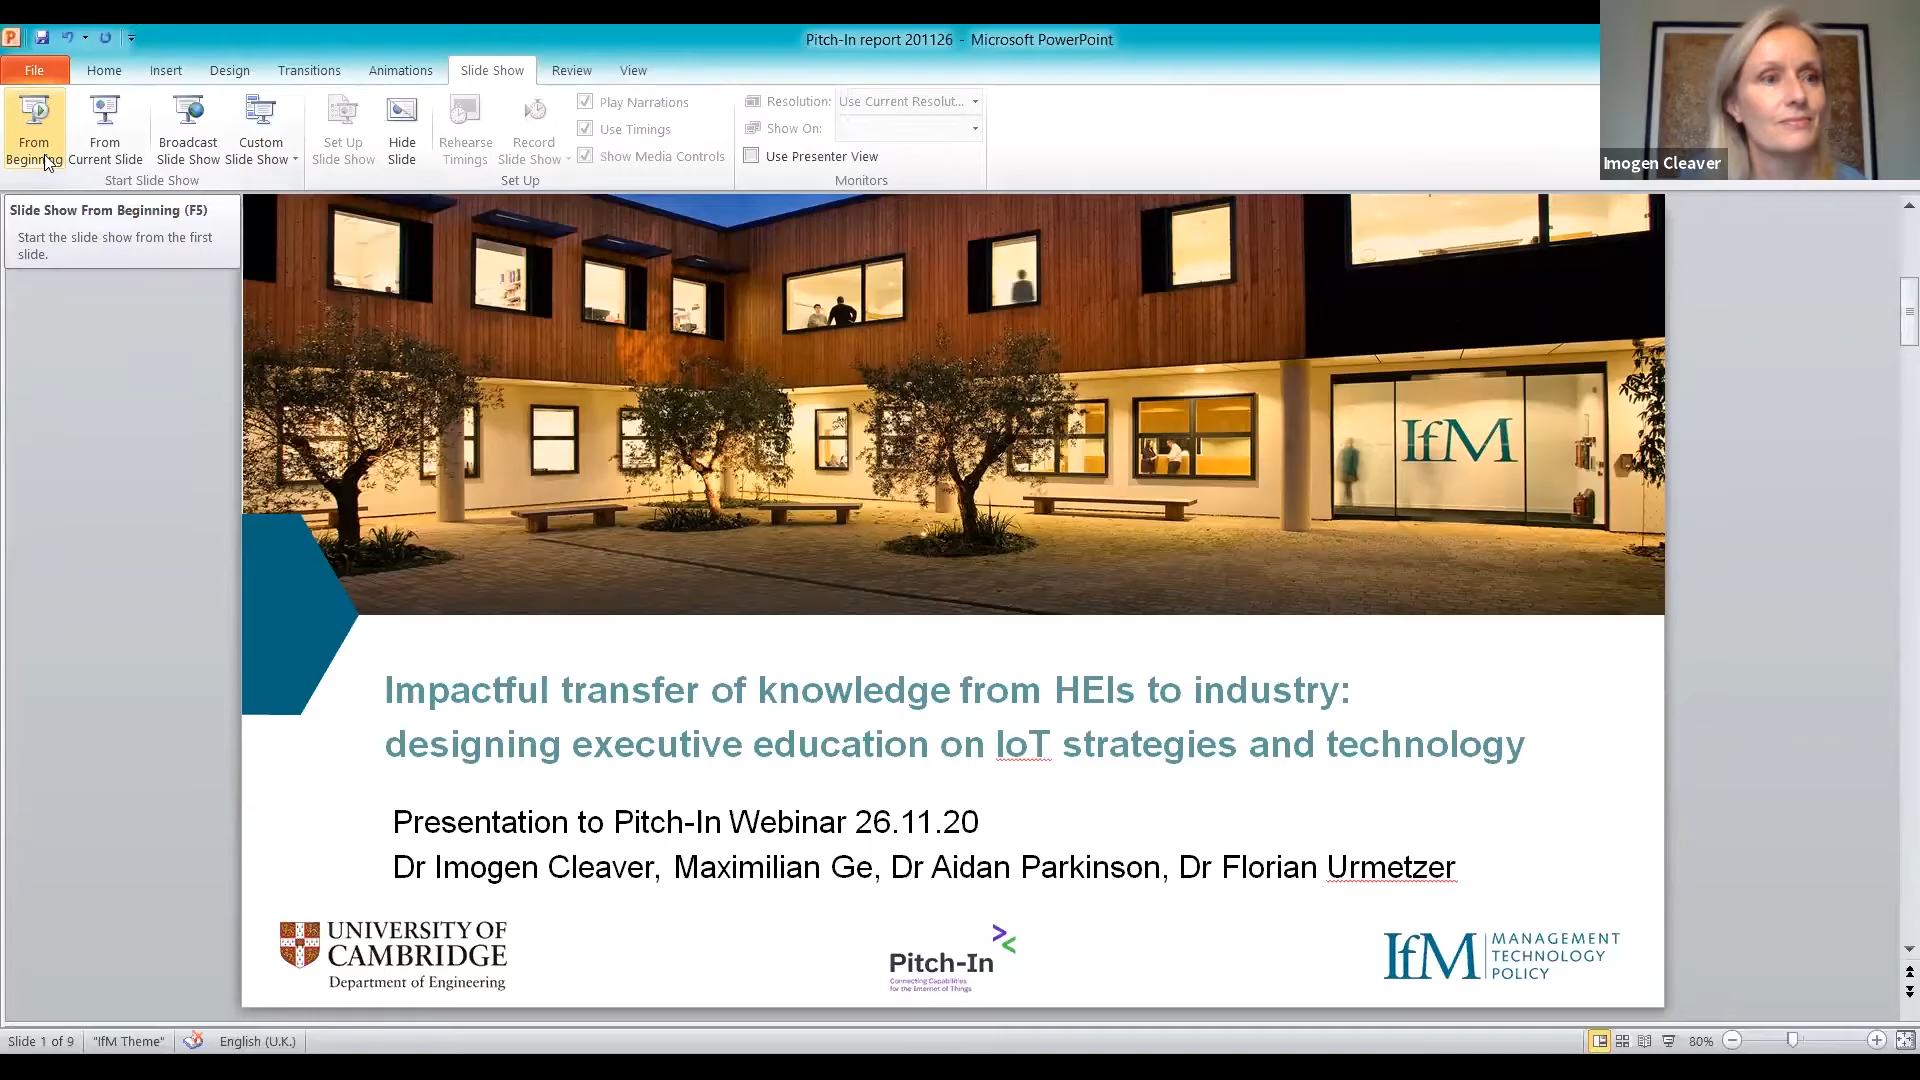 Pitch-In report 201126 - Microsoft PowerPoint
File Home Insert Design Transitions Animations Slide Show Review View
From Beginning
From Current Slide
Broadcast Slide Show
Custom Slide Show
Set Up Slide Show
Hide Slide
Rehearse Timings
Record Slide Show
Play Narrations
Use Timings
Show Media Controls
Resolution: Use Current Resolut...
Show On:
Use Presenter View
Start Slide Show
Set Up
Monitors
Imogen Cleaver
Slide Show From Beginning (F5)
Start the slide show from the first
slide.
IfM
Impactful transfer of knowledge from HEIs to industry:
designing executive education on IoT strategies and technology
Presentation to Pitch-In Webinar 26.11.20
Dr Imogen Cleaver, Maximilian Ge, Dr Aidan Parkinson, Dr Florian Urmetzer
UNIVERSITY OF
CAMBRIDGE
Department of Engineering
Pitch-In
Connecting Capabilities
for the Internet of Things
IfM
MANAGEMENT
TECHNOLOGY
POLICY
Slide 1 of 9 "IfM Theme" English (U.K.) 80%